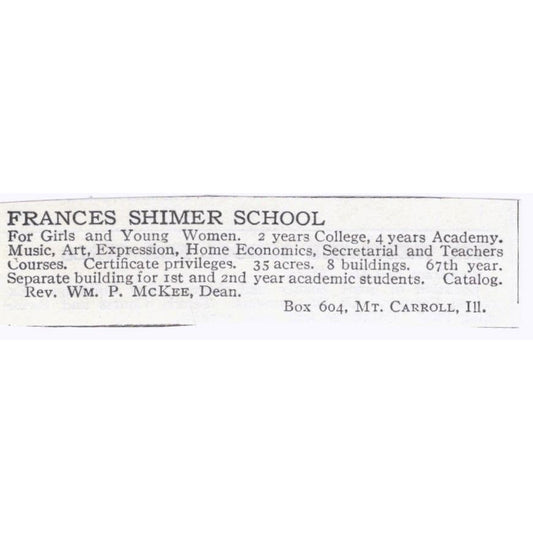 FRANCES SHIMER SCHOOL
For Girls and Young Women. 2 years College, 4 years Academy.
Music, Art, Expression, Home Economics, Secretarial and Teachers
Courses. Certificate privileges. 35 acres. 8 buildings. 67th year.
Separate building for 1st and 2nd year academic students. Catalog.
Rev. WM. P. MCKEE, Dean.
Box 604, MT. CARROLL, Ill.